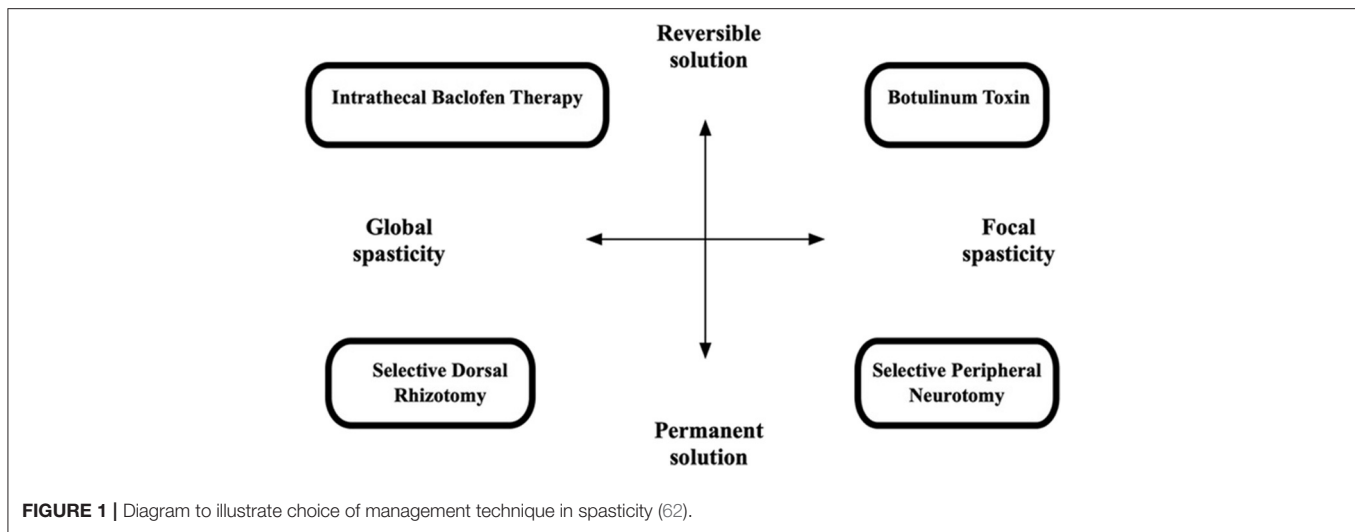 Reversible
solution
Intrathecal Baclofen Therapy
Botulinum Toxin
Global
spasticity
Focal
spasticity
Selective Dorsal
Rhizotomy
Selective Peripheral
Neurotomy
Permanent
solution
FIGURE 1 | Diagram to illustrate choice of management technique in spasticity (62).